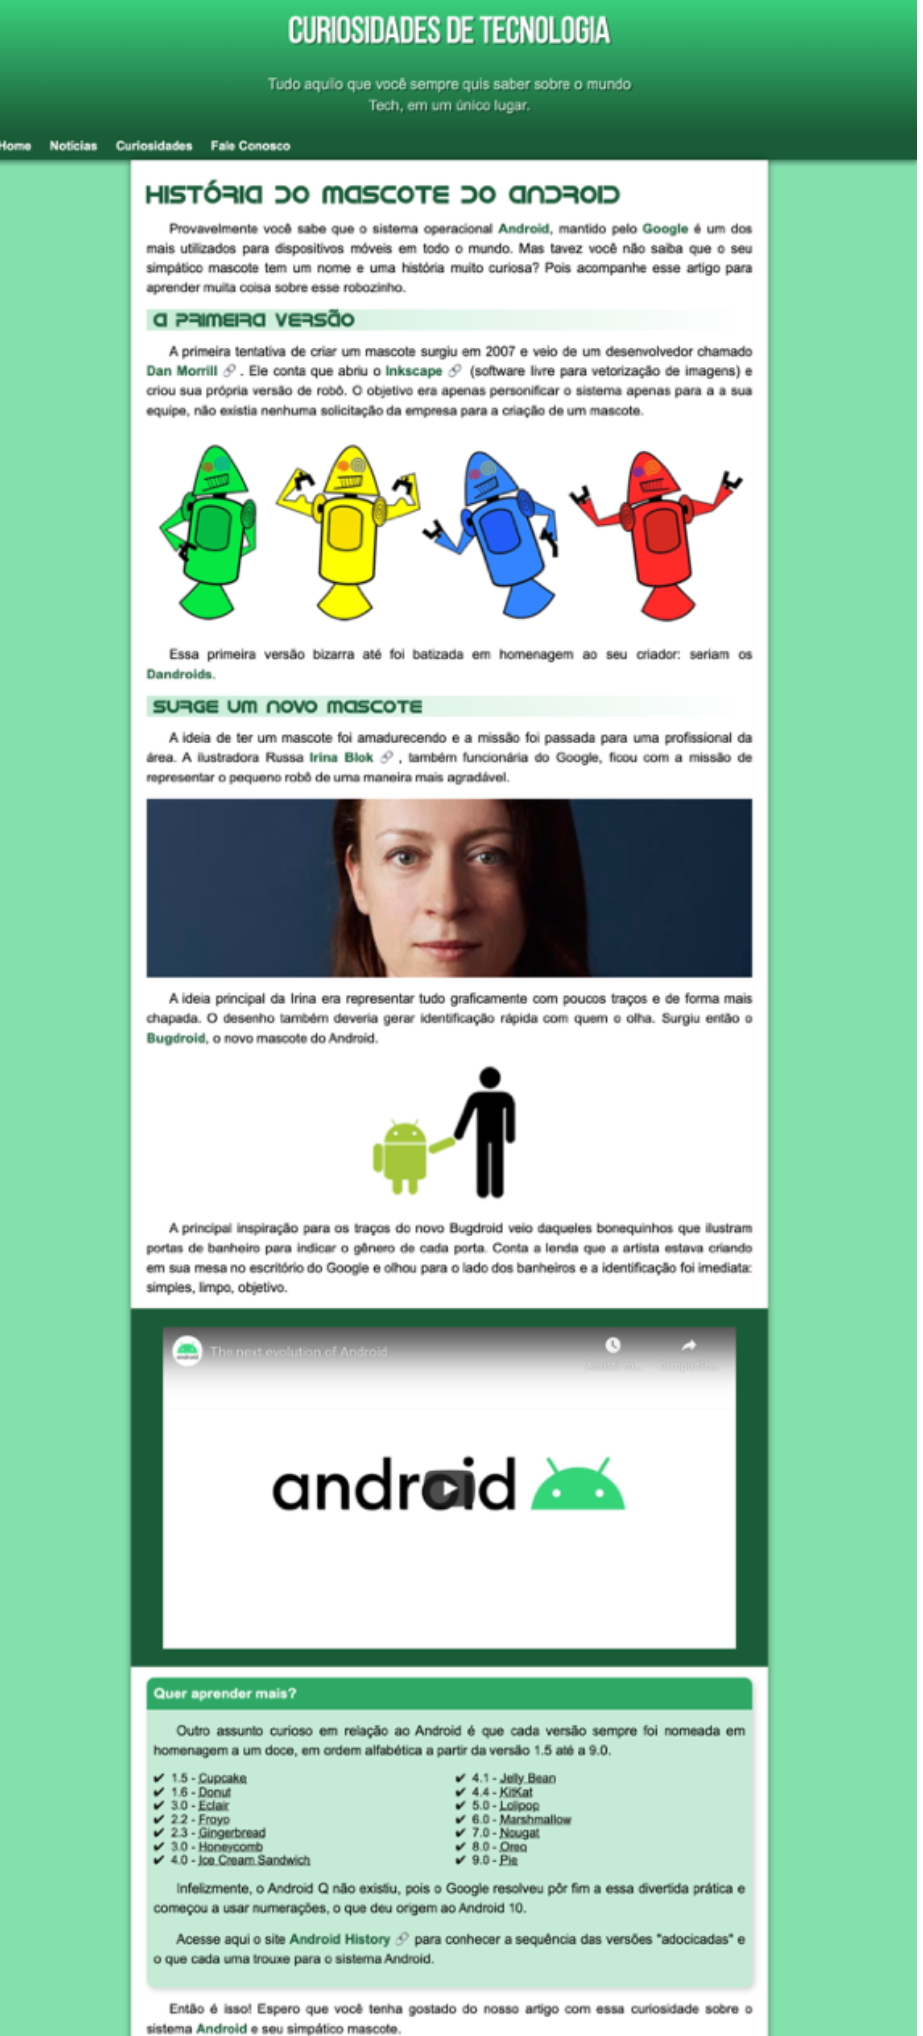 CURIOSIDADES DE TECNOLOGIA
Tudo aquilo que você sempre quis saber sobre o mundo
Tech, em um único lugar.
Home Notícias Curiosidades Fale Conosco
HISTÓRIA DO MASCOTE DO ANDROID
Provavelmente você sabe que o sistema operacional Android, mantido pelo Google é um dos
mais utilizados para dispositivos móveis em todo o mundo. Mas tavez você não saiba que o seu
simpático mascote tem um nome e uma história muito curiosa? Pois acompanhe esse artigo para
aprender muita coisa sobre esse robozinho.
A PRIMEIRA VERSÃO
A primeira tentativa de criar um mascote surgiu em 2007 e veio de um desenvolvedor chamado
Dan Morrill 🔗 . Ele conta que abriu o Inkscape 🔗 (software livre para vetorização de imagens) e
criou sua própria versão de robô. O objetivo era apenas personificar o sistema apenas para a a sua
equipe, não existia nenhuma solicitação da empresa para a criação de um mascote.
Essa primeira versão bizarra até foi batizada em homenagem ao seu criador: seriam os
Dandroids.
SURGE UM NOVO MASCOTE
A ideia de ter um mascote foi amadurecendo e a missão foi passada para uma profissional da
área. A ilustradora Russa Irina Blok 🔗 , também funcionária do Google, ficou com a missão de
representar o pequeno robô de uma maneira mais agradável.
A ideia principal da Irina era representar tudo graficamente com poucos traços e de forma mais
chapada. O desenho também deveria gerar identificação rápida com quem o olha. Surgiu então o
Bugdroid, o novo mascote do Android.
A principal inspiração para os traços do novo Bugdroid veio daqueles bonequinhos que ilustram
portas de banheiro para indicar o gênero de cada porta. Conta a lenda que a artista estava criando
em sua mesa no escritório do Google e olhou para o lado dos banheiros e a identificação foi imediata:
simples, limpo, objetivo.
android The next evolution of Android
android
Quer aprender mais?
Outro assunto curioso em relação ao Android é que cada versão sempre foi nomeada em
homenagem a um doce, em ordem alfabética a partir da versão 1.5 até a 9.0.
✔ 1.5 - Cupcake
✔ 1.6 - Donut
✔ 3.0 - Eclair
✔ 2.2 - Froyo
✔ 2.3 - Gingerbread
✔ 3.0 - Honeycomb
✔ 4.0 - Ice Cream Sandwich
✔ 4.1 - Jelly Bean
✔ 4.4 - KitKat
✔ 5.0 - Lolipop
✔ 6.0 - Marshmallow
✔ 7.0 - Nougat
✔ 8.0 - Oreo
✔ 9.0 - Pie
Infelizmente, o Android Q não existiu, pois o Google resolveu pôr fim a essa divertida prática e
começou a usar numerações, o que deu origem ao Android 10.
Acesse aqui o site Android History 🔗 para conhecer a sequência das versões "adocicadas" e
o que cada uma trouxe para o sistema Android.
Então é isso! Espero que você tenha gostado do nosso artigo com essa curiosidade sobre o
sistema Android e seu simpático mascote.